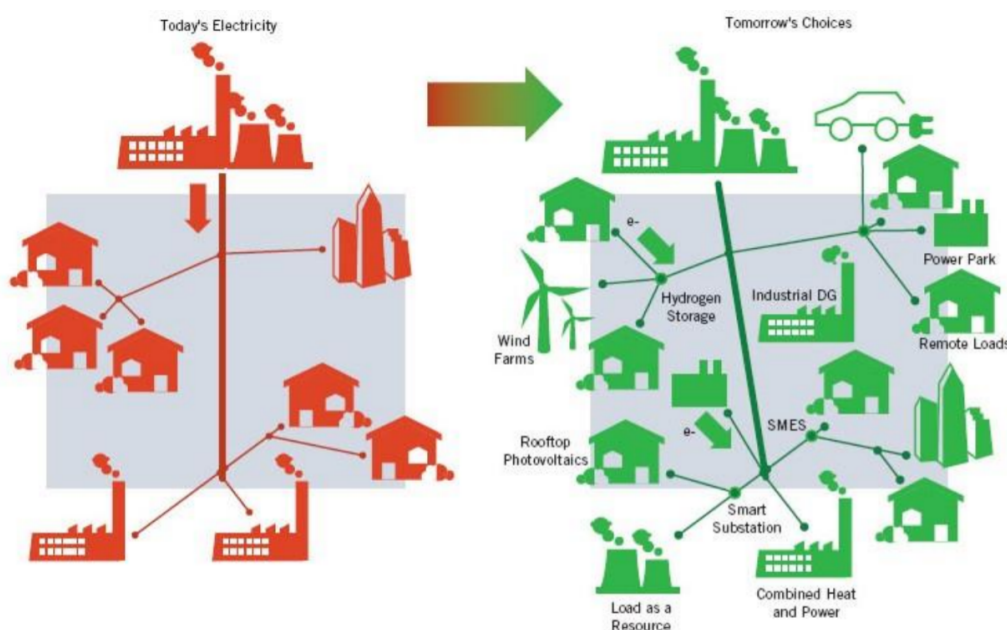 Today's Electricity
Tomorrow's Choices
e-
Power Park
Hydrogen
Storage
Industrial DG
Wind
Farms
Remote Loads
e-
SMES
Rooftop
Photovoltaics
Smart
Substation
Load as a
Resource
Combined Heat
and Power